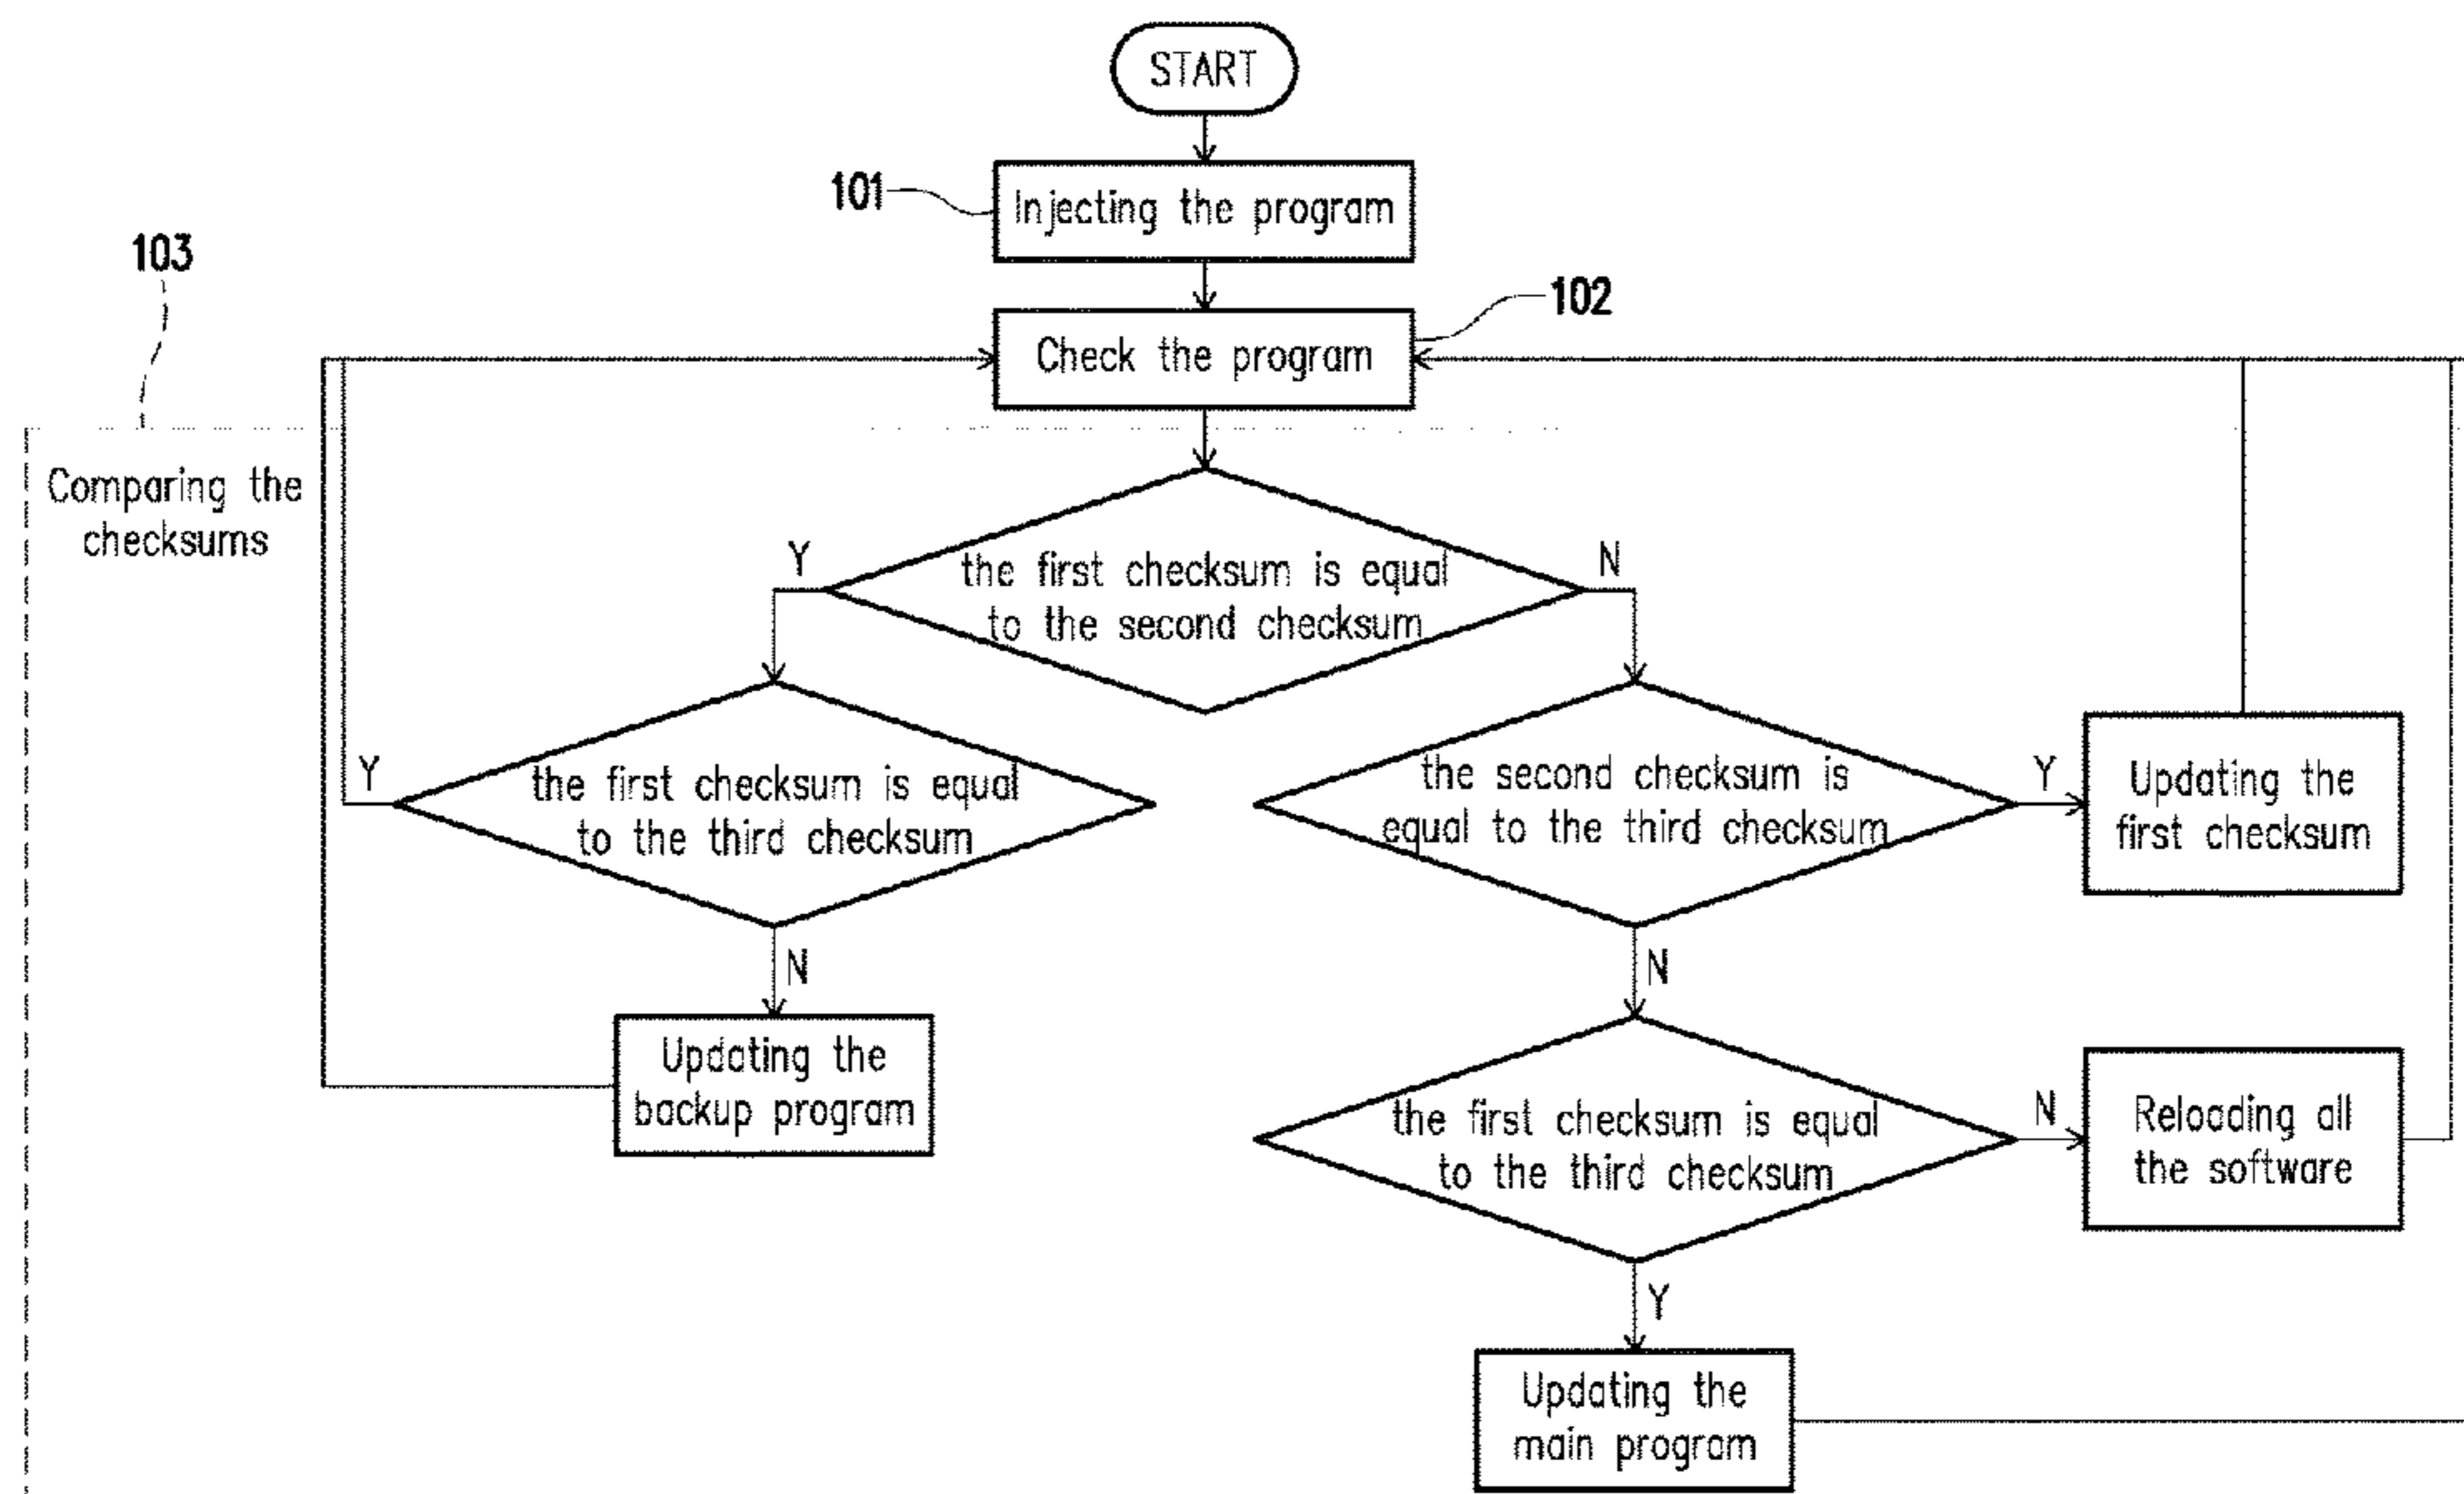 START
101
Injecting the program
103
102
Check the program
Comparing the
checksums
Y
N
the first checksum is equal
to the second checksum
Y
the first checksum is equal
to the third checksum
the second checksum is
equal to the third checksum
Y
Updating the
first checksum
N
N
Updating the
backup program
the first checksum is equal
to the third checksum
N
Reloading all
the software
Y
Updating the
main program